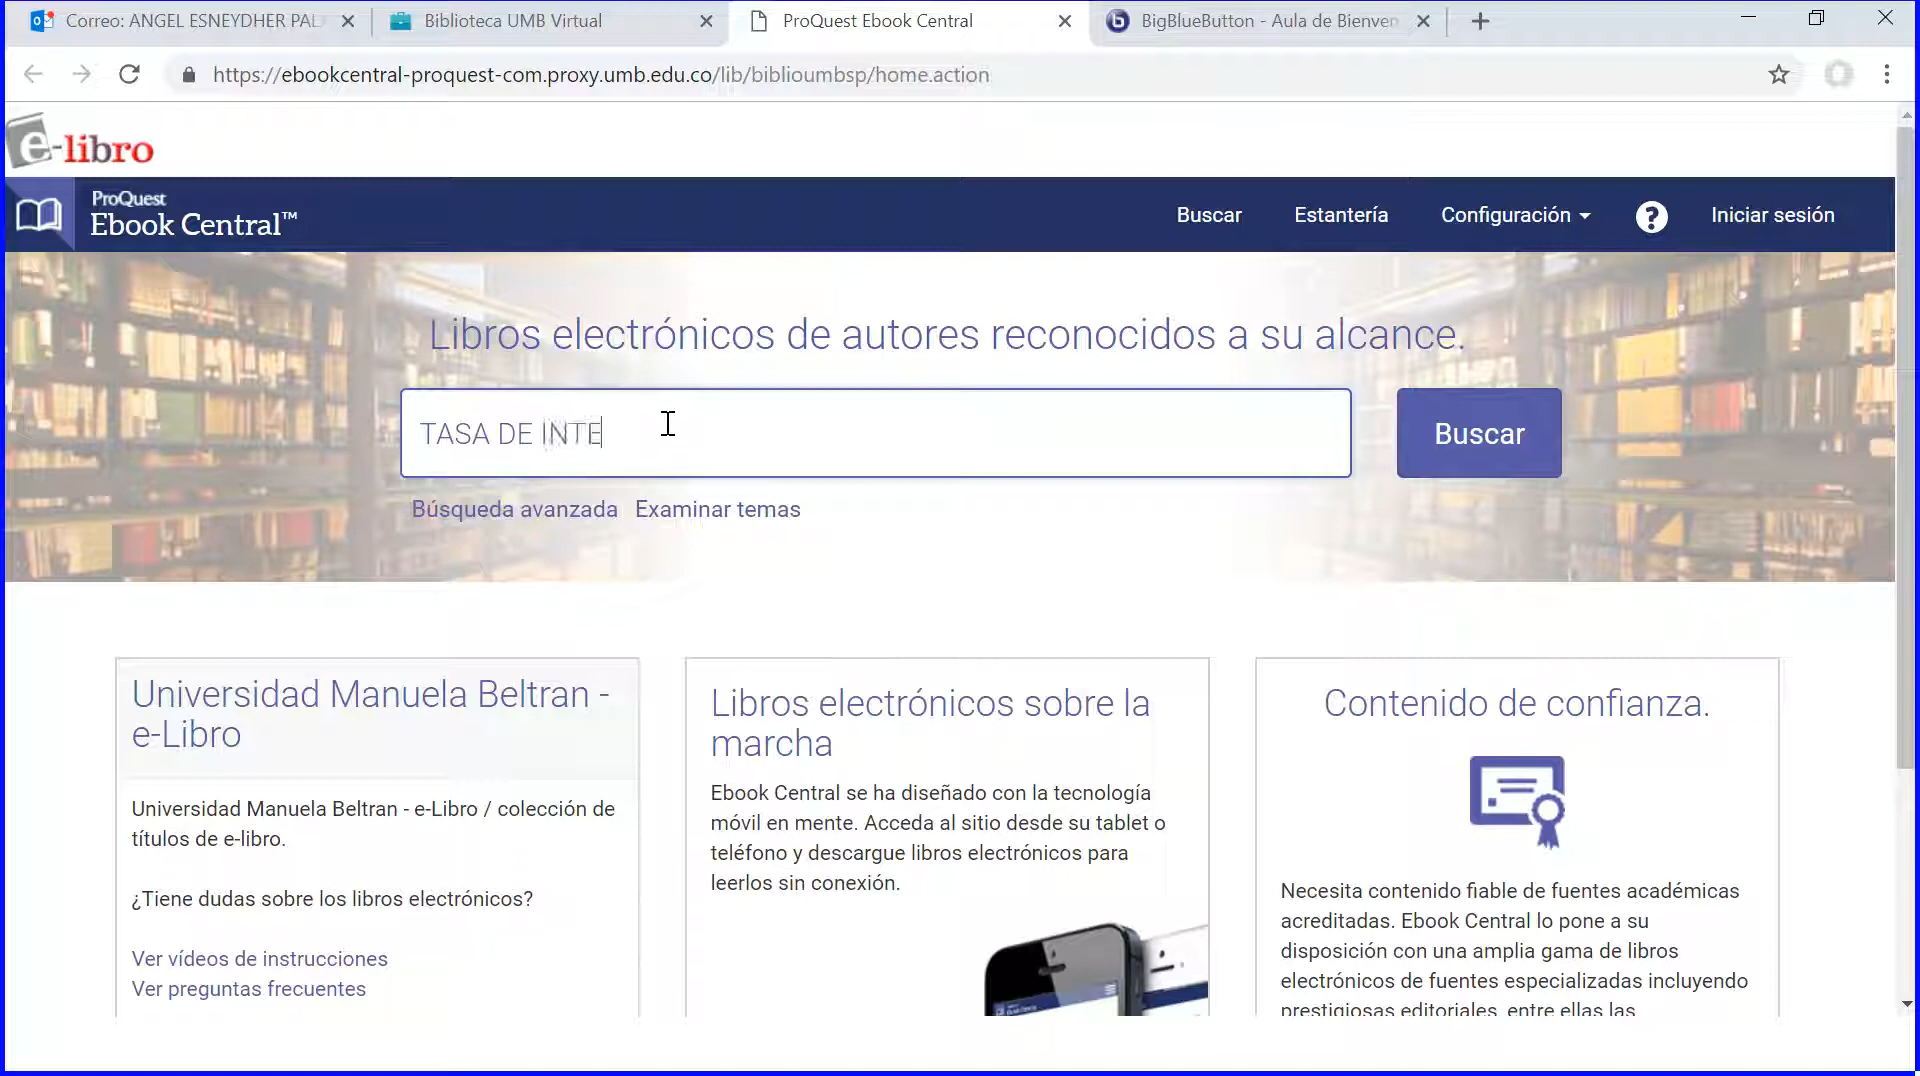 Correo: ANGEL ESNEYDHER PAL
Biblioteca UMB Virtual
ProQuest Ebook Central
BigBlueButton - Aula de Bienven
https://ebookcentral-proquest-com.proxy.umb.edu.co/lib/biblioumbsp/home.action
e-libro
ProQuest
Ebook Central™
Buscar
Estantería
Configuración
?
Iniciar sesión
Libros electrónicos de autores reconocidos a su alcance.
TASA DE INTE
Buscar
Búsqueda avanzada
Examinar temas
Universidad Manuela Beltran -
e-Libro
Universidad Manuela Beltran - e-Libro / colección de
títulos de e-libro.
¿Tiene dudas sobre los libros electrónicos?
Ver vídeos de instrucciones
Ver preguntas frecuentes
Libros electrónicos sobre la
marcha
Ebook Central se ha diseñado con la tecnología
móvil en mente. Acceda al sitio desde su tablet o
teléfono y descargue libros electrónicos para
leerlos sin conexión.
Contenido de confianza.
Necesita contenido fiable de fuentes académicas
acreditadas. Ebook Central lo pone a su
disposición con una amplia gama de libros
electrónicos de fuentes especializadas incluyendo
prestigiosas editoriales, entre ellas las